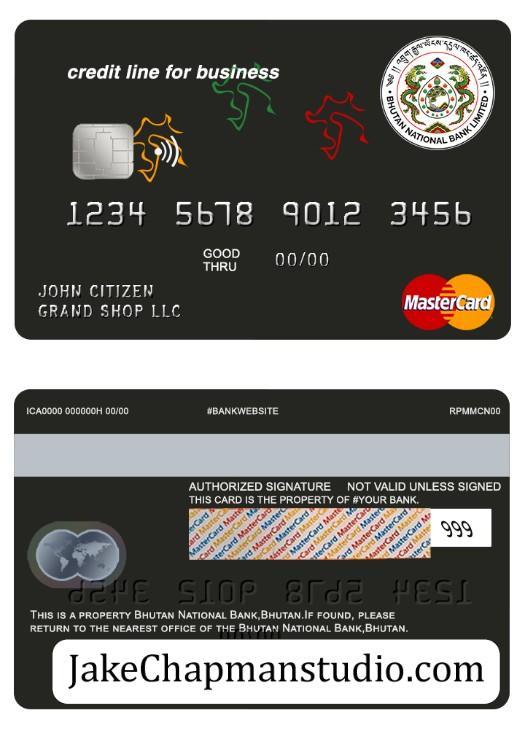 credit line for business
BHUTAN NATIONAL BANK LIMITED
1234 5678 9012 3456
GOOD
THRU 00/00
JOHN CITIZEN
GRAND SHOP LLC
MasterCard
ICA0000 000000H 00/00 #BANKWEBSITE RPMMCN00
AUTHORIZED SIGNATURE NOT VALID UNLESS SIGNED
THIS CARD IS THE PROPERTY OF #YOUR BANK.
999
THIS IS A PROPERTY BHUTAN NATIONAL BANK,BHUTAN.IF FOUND, PLEASE
RETURN TO THE NEAREST OFFICE OF THE BHUTAN NATIONAL BANK,BHUTAN.
JakeChapmanstudio.com